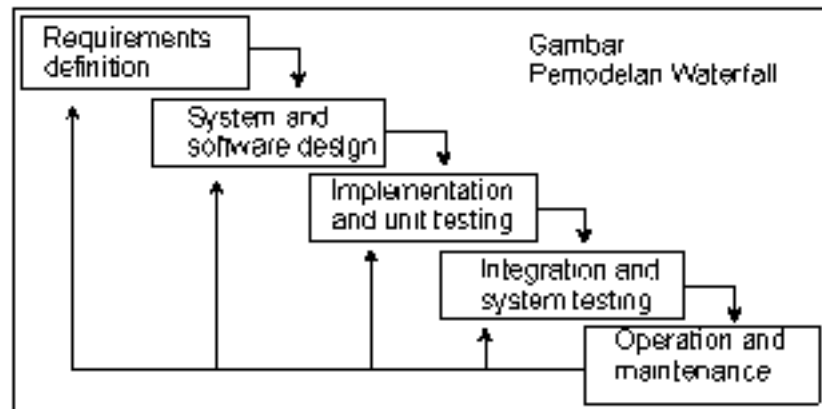 Requirements
definition
Gambar
Pemodelan Waterfall
System and
software design
Implementation
and unit testing
Integration and
system testing
Operation and
maintenance